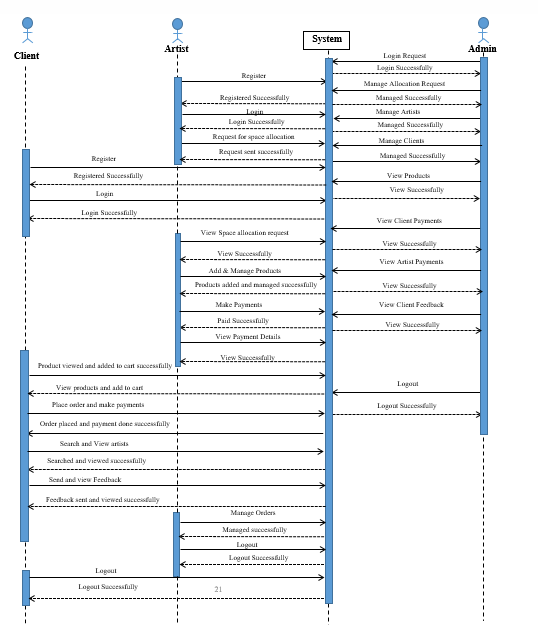 Client
Artist
System
Admin
Login Request
Login Successfully
Register
Manage Allocation Request
Registered Successfully
Managed Successfully
Login
Manage Artists
Login Successfully
Managed Successfully
Request for space allocation
Manage Clients
Request sent successfully
Managed Successfully
Register
Registered Successfully
View Products
Login
View Successfully
Login Successfully
View Client Payments
View Space allocation request
View Successfully
View Successfully
View Artist Payments
Add & Manage Products
Products added and managed successfully
View Successfully
Make Payments
View Client Feedback
Paid Successfully
View Successfully
View Payment Details
View Successfully
Product viewed and added to cart successfully
View products and add to cart
Logout
Place order and make payments
Logout Successfully
Order placed and payment done successfully
Search and View artists
Searched and viewed successfully
Send and view Feedback
Feedback sent and viewed successfully
Manage Orders
Managed successfully
Logout
Logout Successfully
Logout
Logout Successfully
21